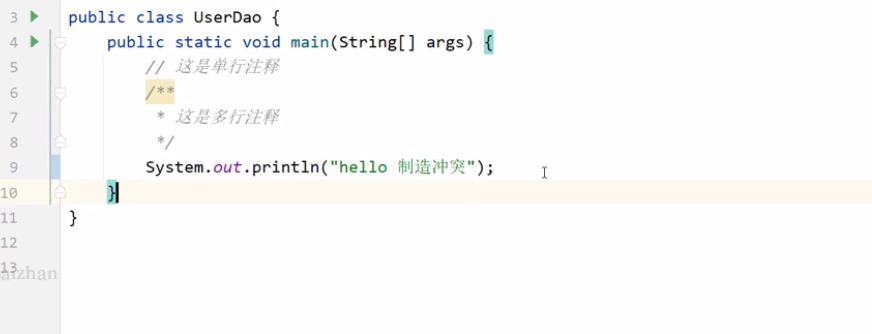 3 public class UserDao {
4 public static void main(String[] args) {
5 // 这是单行注释
6 /**
7 * 这是多行注释
8 */
9 System.out.println("hello 制造冲突");
10 }
11 }
12
13
aizhan